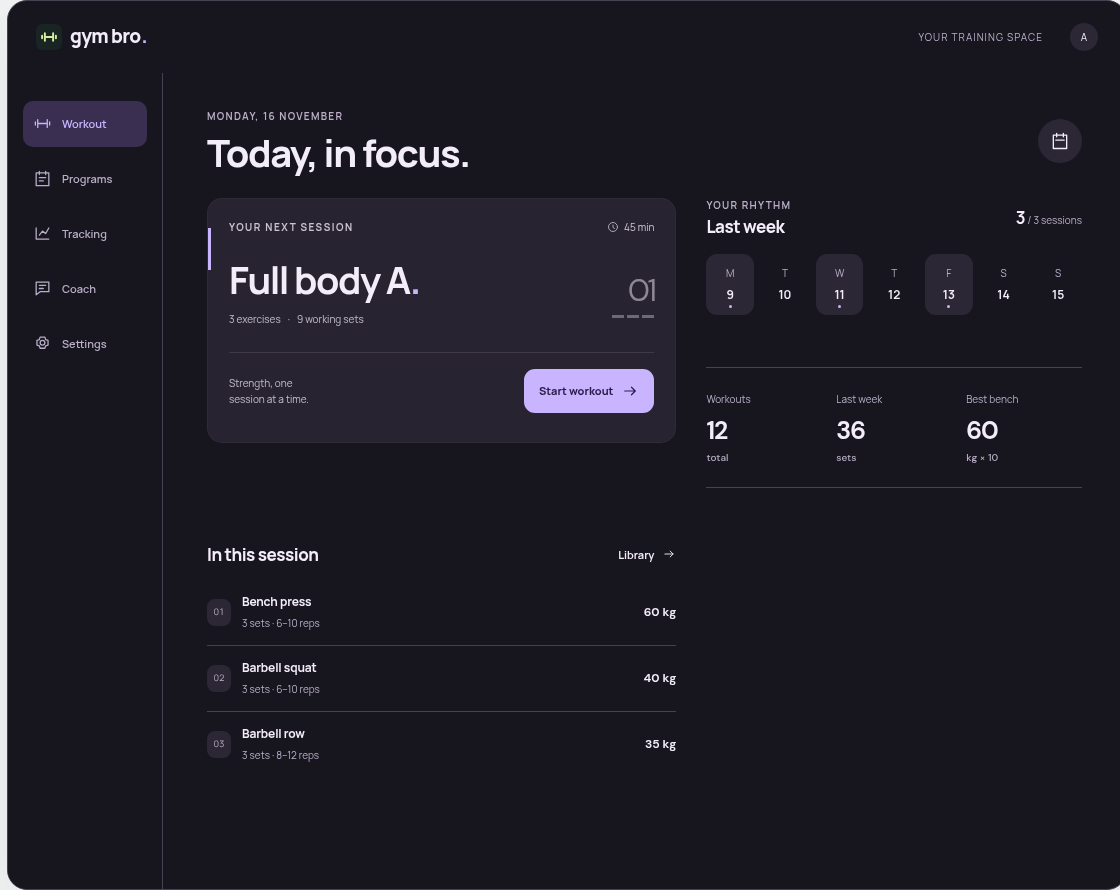 gym bro.
YOUR TRAINING SPACE
A
Workout
Programs
Tracking
Coach
Settings
MONDAY, 16 NOVEMBER
Today, in focus.
YOUR NEXT SESSION
45 min
Full body A.
01
3 exercises · 9 working sets
Strength, one
session at a time.
Start workout
YOUR RHYTHM
Last week
3 / 3 sessions
M T W T F S S
9 10 11 12 13 14 15
Workouts Last week Best bench
12 36 60
total sets kg × 10
In this session
Library
01
Bench press
3 sets · 6–10 reps
60 kg
02
Barbell squat
3 sets · 6–10 reps
40 kg
03
Barbell row
3 sets · 8–12 reps
35 kg